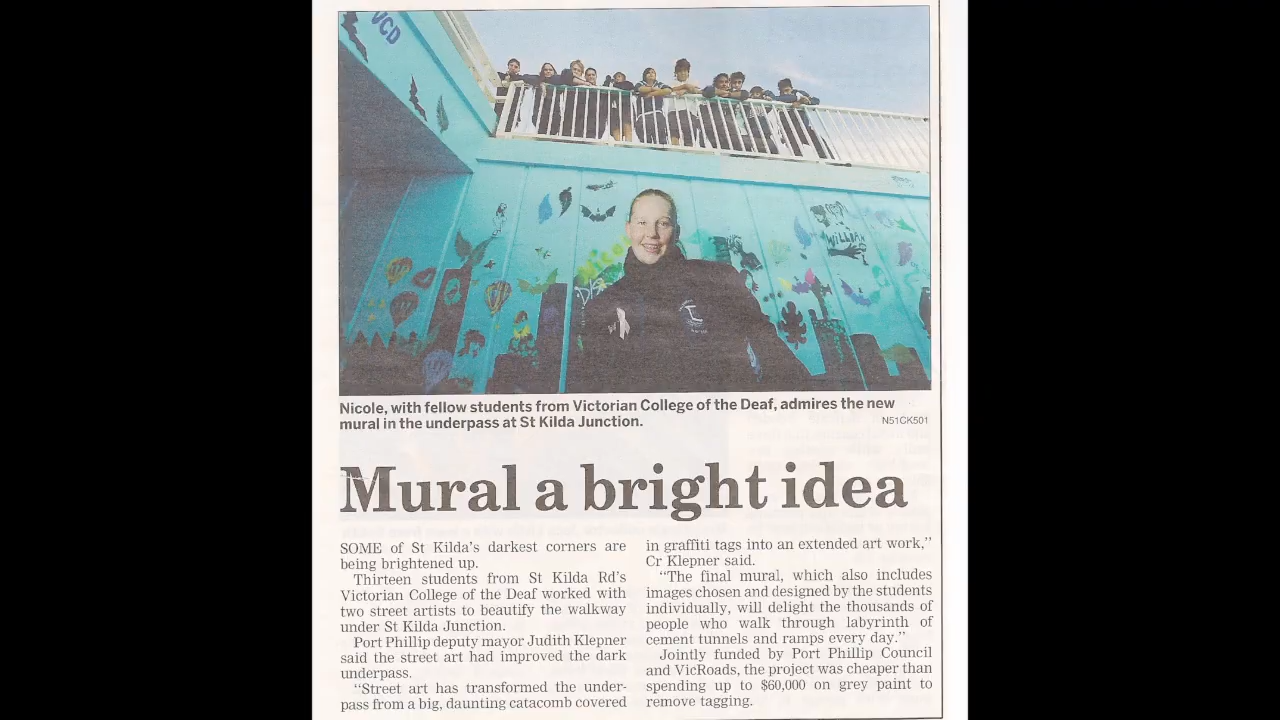 VCD
WILLIAM
Nicole, with fellow students from Victorian College of the Deaf, admires the new
mural in the underpass at St Kilda Junction.
N51CK501
Mural a bright idea
SOME of St Kilda's darkest corners are
being brightened up.
Thirteen students from St Kilda Rd's
Victorian College of the Deaf worked with
two street artists to beautify the walkway
under St Kilda Junction.
Port Phillip deputy mayor Judith Klepner
said the street art had improved the dark
underpass.
"Street art has transformed the under-
pass from a big, daunting catacomb covered
in graffiti tags into an extended art work,"
Cr Klepner said.
"The final mural, which also includes
images chosen and designed by the students
individually, will delight the thousands of
people who walk through labyrinth of
cement tunnels and ramps every day."
Jointly funded by Port Phillip Council
and VicRoads, the project was cheaper than
spending up to $60,000 on grey paint to
remove tagging.